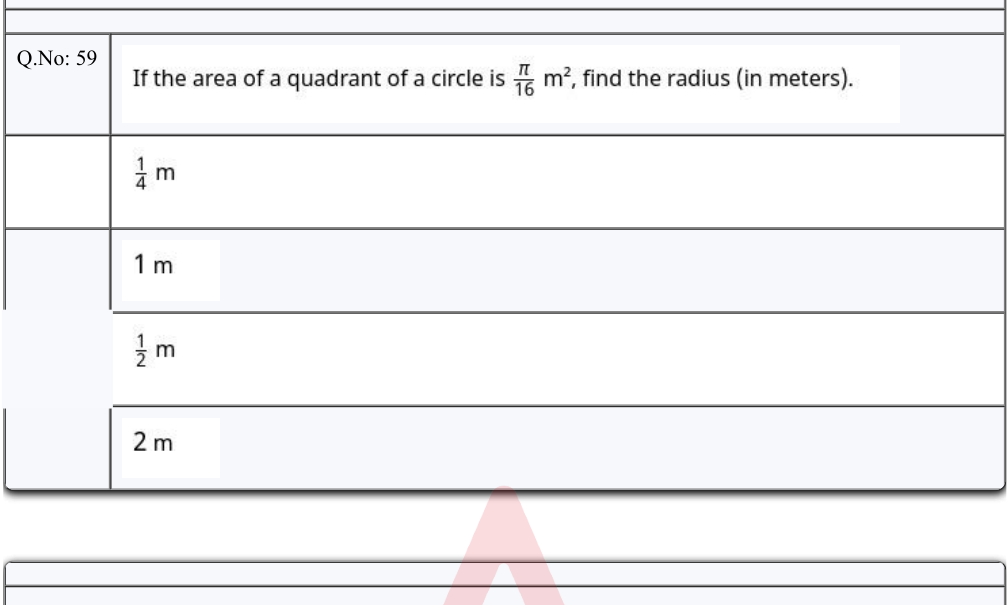 Q.No: 59
If the area of a quadrant of a circle is π/16 m², find the radius (in meters).
1/4 m
1 m
1/2 m
2 m